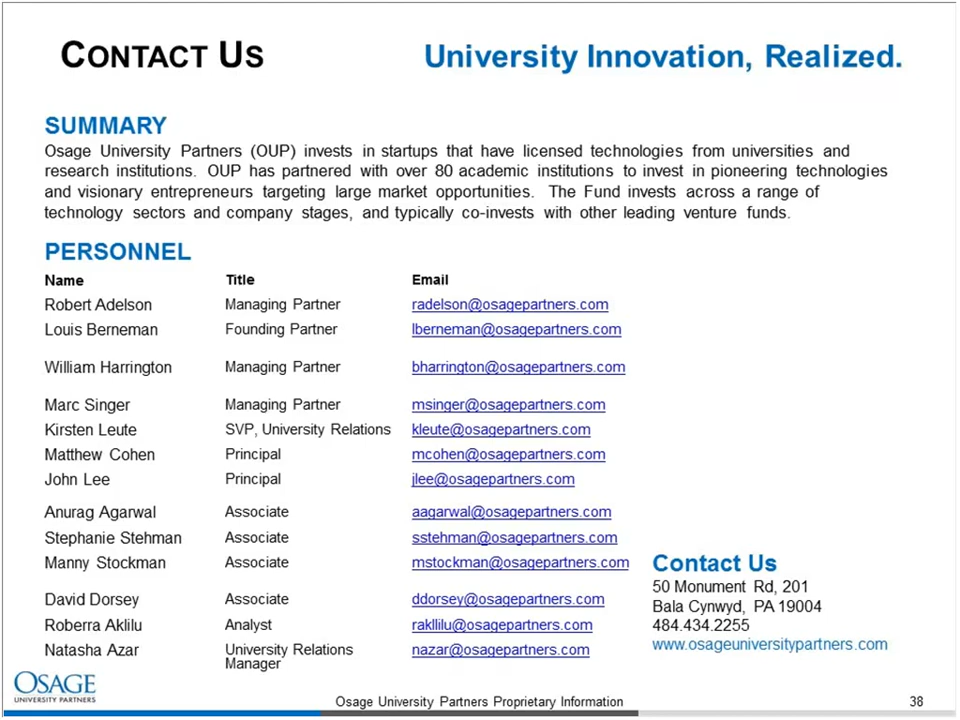 CONTACT US
University Innovation, Realized.
SUMMARY
Osage University Partners (OUP) invests in startups that have licensed technologies from universities and
research institutions. OUP has partnered with over 80 academic institutions to invest in pioneering technologies
and visionary entrepreneurs targeting large market opportunities. The Fund invests across a range of
technology sectors and company stages, and typically co-invests with other leading venture funds.
PERSONNEL
Name Title Email
Robert Adelson Managing Partner radelson@osagepartners.com
Louis Berneman Founding Partner lberneman@osagepartners.com
William Harrington Managing Partner bharrington@osagepartners.com
Marc Singer Managing Partner msinger@osagepartners.com
Kirsten Leute SVP, University Relations kleute@osagepartners.com
Matthew Cohen Principal mcohen@osagepartners.com
John Lee Principal jlee@osagepartners.com
Anurag Agarwal Associate aagarwal@osagepartners.com
Stephanie Stehman Associate sstehman@osagepartners.com
Manny Stockman Associate mstockman@osagepartners.com
David Dorsey Associate ddorsey@osagepartners.com
Roberra Aklilu Analyst rakllilu@osagepartners.com
Natasha Azar University Relations nazar@osagepartners.com
Manager
Contact Us
50 Monument Rd, 201
Bala Cynwyd, PA 19004
484.434.2255
www.osageuniversitypartners.com
OSAGE
UNIVERSITY PARTNERS
Osage University Partners Proprietary Information
38